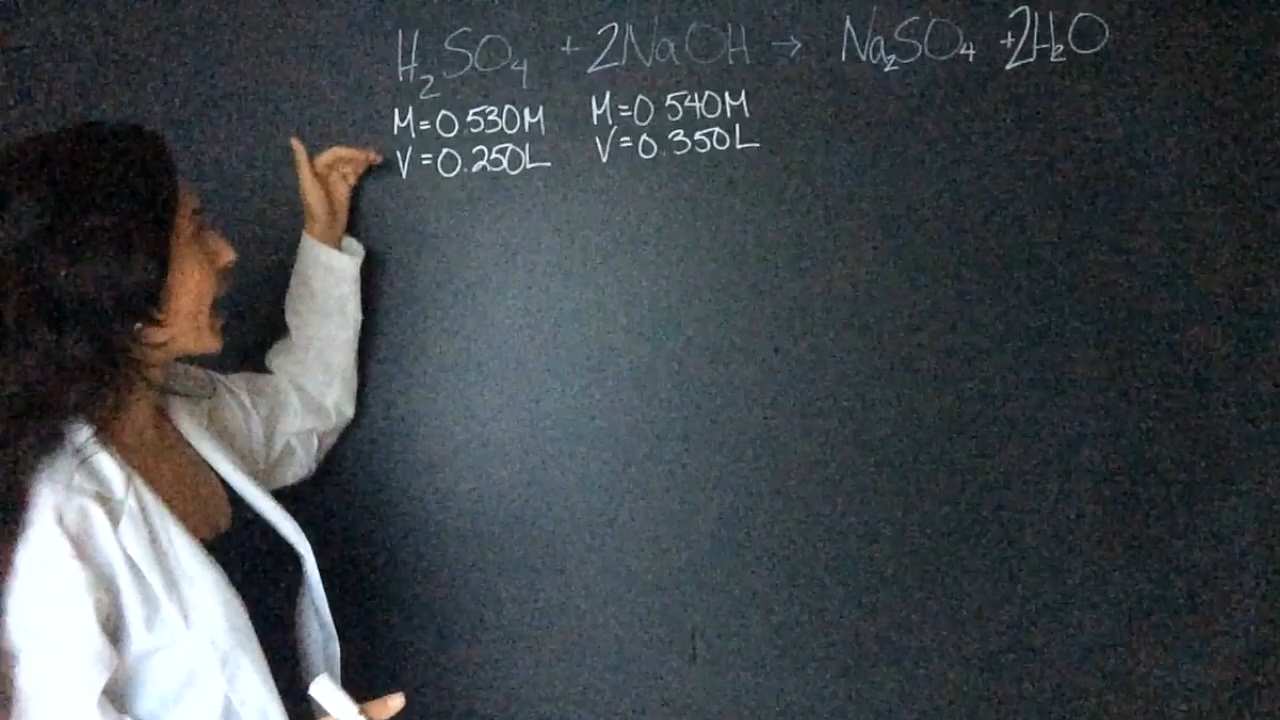 H₂SO₄ + 2NaOH → Na₂SO₄ + 2H₂O
M=0.530M M=0.540M
V=0.250L V=0.350L